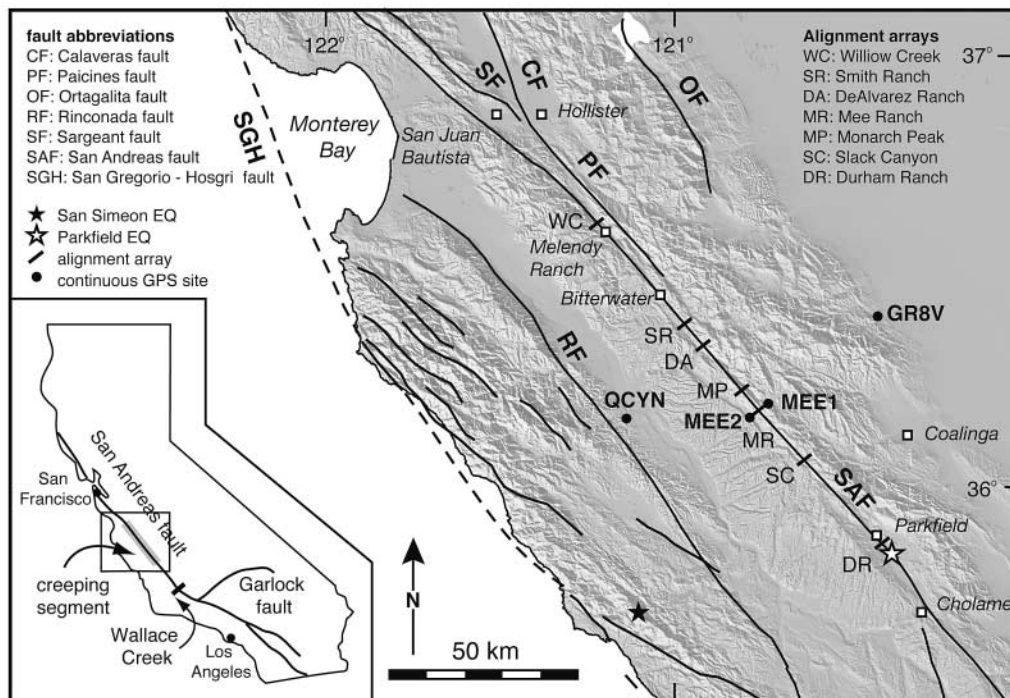 fault abbreviations
CF: Calaveras fault
PF: Paicines fault
OF: Ortagalita fault
RF: Rinconada fault
SF: Sargeant fault
SAF: San Andreas fault
SGH: San Gregorio - Hosgri fault
San Simeon EQ
Parkfield EQ
alignment array
continuous GPS site
122°
121°
37°
36°
Alignment arrays
WC: Williow Creek
SR: Smith Ranch
DA: DeAlvarez Ranch
MR: Mee Ranch
MP: Monarch Peak
SC: Slack Canyon
DR: Durham Ranch
SGH
Monterey
Bay
SF
CF
OF
Hollister
San Juan
Bautista
PF
WC
Melendy
Ranch
Bitterwater
SR
DA
RF
GR8V
MP
QCYN
MEE1
MEE2
MR
Coalinga
SC
SAF
Parkfield
DR
Cholame
N
50 km
San Andreas fault
San
Francisco
creeping
segment
Garlock
fault
Wallace
Creek
Los
Angeles